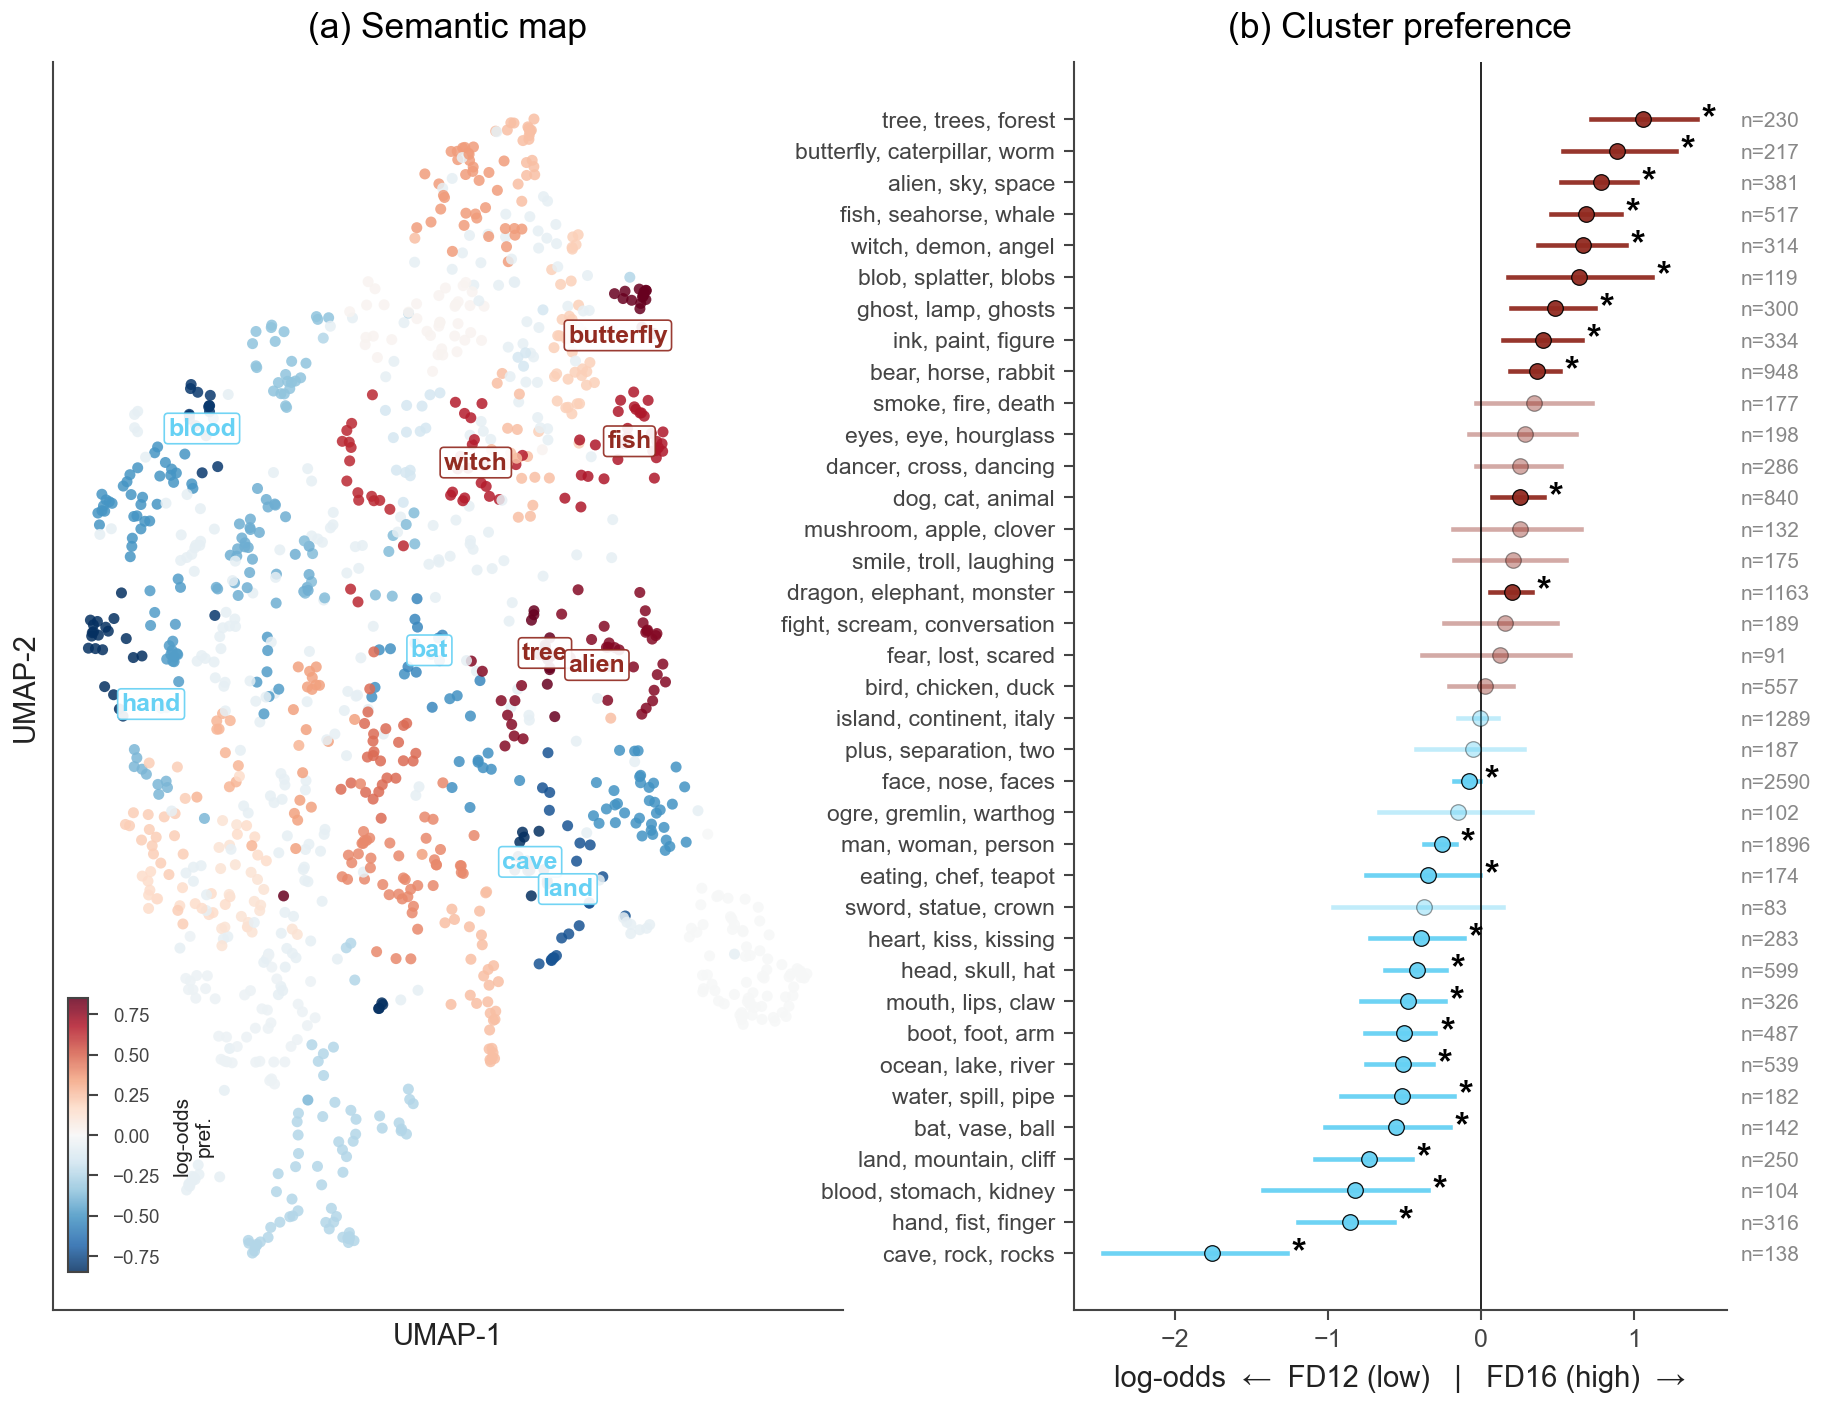 (a) Semantic map
butterfly
blood
fish
witch
bat
tree
alien
hand
cave
land
0.75
0.50
0.25
0.00
−0.25
−0.50
−0.75
log-odds
pref.
UMAP-2
UMAP-1
(b) Cluster preference
tree, trees, forest * n=230
butterfly, caterpillar, worm * n=217
alien, sky, space * n=381
fish, seahorse, whale * n=517
witch, demon, angel * n=314
blob, splatter, blobs * n=119
ghost, lamp, ghosts * n=300
ink, paint, figure * n=334
bear, horse, rabbit * n=948
smoke, fire, death n=177
eyes, eye, hourglass n=198
dancer, cross, dancing n=286
dog, cat, animal * n=840
mushroom, apple, clover n=132
smile, troll, laughing n=175
dragon, elephant, monster * n=1163
fight, scream, conversation n=189
fear, lost, scared n=91
bird, chicken, duck n=557
island, continent, italy n=1289
plus, separation, two n=187
face, nose, faces * n=2590
ogre, gremlin, warthog n=102
man, woman, person * n=1896
eating, chef, teapot * n=174
sword, statue, crown n=83
heart, kiss, kissing * n=283
head, skull, hat * n=599
mouth, lips, claw * n=326
boot, foot, arm * n=487
ocean, lake, river * n=539
water, spill, pipe * n=182
bat, vase, ball * n=142
land, mountain, cliff * n=250
blood, stomach, kidney * n=104
hand, fist, finger * n=316
cave, rock, rocks * n=138
−2 −1 0 1
log-odds ← FD12 (low) | FD16 (high) →